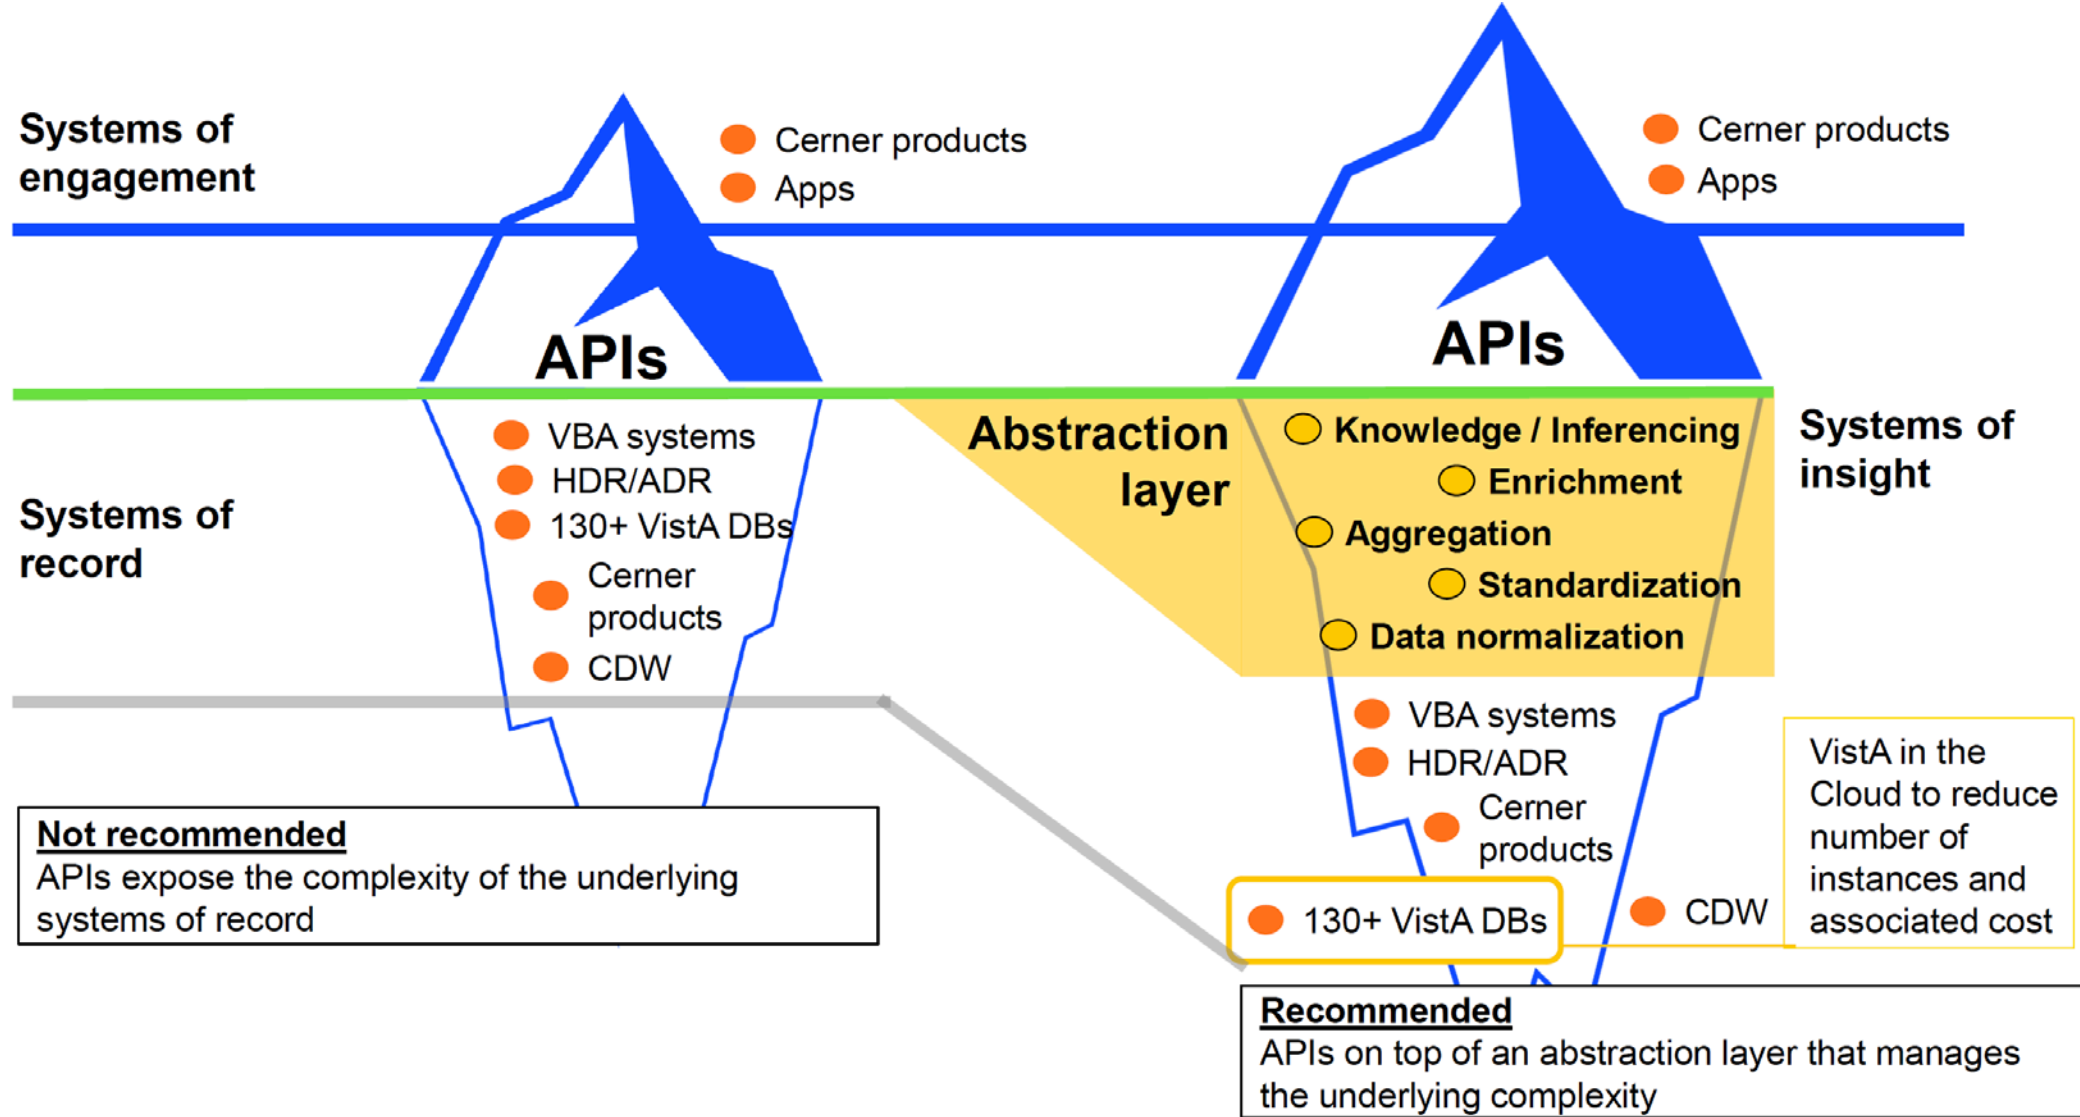 Systems of
engagement
Cerner products
Apps
APIs
Systems of
record
VBA systems
HDR/ADR
130+ VistA DBs
Cerner
products
CDW
Not recommended
APIs expose the complexity of the underlying
systems of record
Cerner products
Apps
APIs
Abstraction
layer
Knowledge / Inferencing
Enrichment
Aggregation
Standardization
Data normalization
Systems of
insight
VBA systems
HDR/ADR
Cerner
products
130+ VistA DBs
CDW
VistA in the
Cloud to reduce
number of
instances and
associated cost
Recommended
APIs on top of an abstraction layer that manages
the underlying complexity